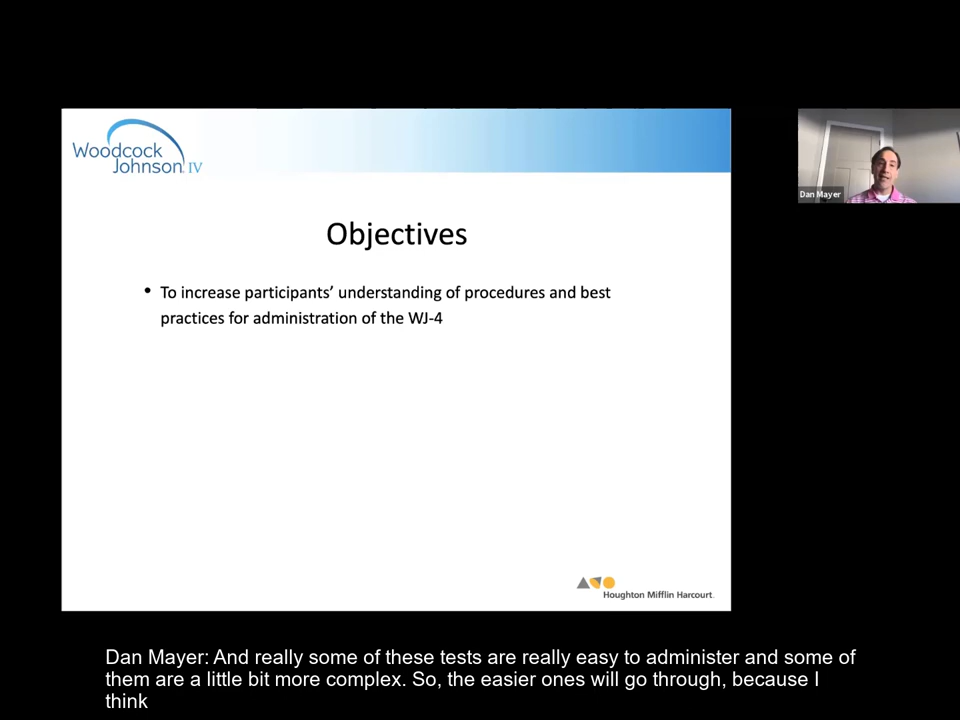 Woodcock
Johnson IV
Objectives
• To increase participants’ understanding of procedures and best
practices for administration of the WJ-4
Houghton Mifflin Harcourt
Dan Mayer
Dan Mayer: And really some of these tests are really easy to administer and some of
them are a little bit more complex. So, the easier ones will go through, because I
think